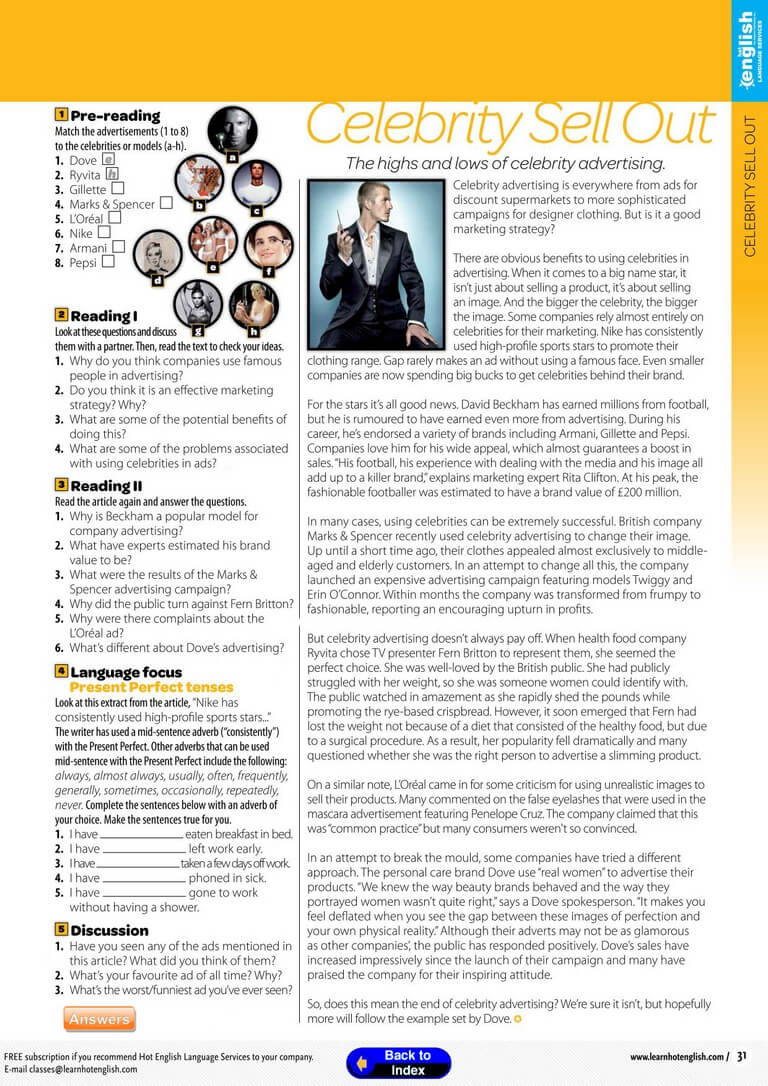 hot
english
LANGUAGE SERVICES
CELEBRITY SELL OUT
1 Pre-reading
Match the advertisements (1 to 8)
to the celebrities or models (a-h).
1. Dove e
2. Ryvita h
3. Gillette
4. Marks & Spencer
5. L’Oréal
6. Nike
7. Armani
8. Pepsi
a
b
c
d
e
f
g
h
2 Reading I
Look at these questions and discuss
them with a partner. Then, read the text to check your ideas.
1. Why do you think companies use famous
people in advertising?
2. Do you think it is an effective marketing
strategy? Why?
3. What are some of the potential benefits of
doing this?
4. What are some of the problems associated
with using celebrities in ads?
3 Reading II
Read the article again and answer the questions.
1. Why is Beckham a popular model for
company advertising?
2. What have experts estimated his brand
value to be?
3. What were the results of the Marks &
Spencer advertising campaign?
4. Why did the public turn against Fern Britton?
5. Why were there complaints about the
L’Oréal ad?
6. What’s different about Dove’s advertising?
4 Language focus
Present Perfect tenses
Look at this extract from the article, “Nike has
consistently used high-profile sports stars...”
The writer has used a mid-sentence adverb (“consistently”)
with the Present Perfect. Other adverbs that can be used
mid-sentence with the Present Perfect include the following:
always, almost always, usually, often, frequently,
generally, sometimes, occasionally, repeatedly,
never. Complete the sentences below with an adverb of
your choice. Make the sentences true for you.
1. I have ______________ eaten breakfast in bed.
2. I have ______________ left work early.
3. I have ______________ taken a few days off work.
4. I have ______________ phoned in sick.
5. I have ______________ gone to work
without having a shower.
5 Discussion
1. Have you seen any of the ads mentioned in
this article? What did you think of them?
2. What’s your favourite ad of all time? Why?
3. What’s the worst/funniest ad you’ve ever seen?
Answers
Celebrity Sell Out
The highs and lows of celebrity advertising.
Celebrity advertising is everywhere from ads for
discount supermarkets to more sophisticated
campaigns for designer clothing. But is it a good
marketing strategy?
There are obvious benefits to using celebrities in
advertising. When it comes to a big name star, it
isn’t just about selling a product, it’s about selling
an image. And the bigger the celebrity, the bigger
the image. Some companies rely almost entirely on
celebrities for their marketing. Nike has consistently
used high-profile sports stars to promote their
clothing range. Gap rarely makes an ad without using a famous face. Even smaller
companies are now spending big bucks to get celebrities behind their brand.
For the stars it’s all good news. David Beckham has earned millions from football,
but he is rumoured to have earned even more from advertising. During his
career, he’s endorsed a variety of brands including Armani, Gillette and Pepsi.
Companies love him for his wide appeal, which almost guarantees a boost in
sales. “His football, his experience with dealing with the media and his image all
add up to a killer brand,” explains marketing expert Rita Clifton. At his peak, the
fashionable footballer was estimated to have a brand value of £200 million.
In many cases, using celebrities can be extremely successful. British company
Marks & Spencer recently used celebrity advertising to change their image.
Up until a short time ago, their clothes appealed almost exclusively to middle-
aged and elderly customers. In an attempt to change all this, the company
launched an expensive advertising campaign featuring models Twiggy and
Erin O’Connor. Within months the company was transformed from frumpy to
fashionable, reporting an encouraging upturn in profits.
But celebrity advertising doesn’t always pay off. When health food company
Ryvita chose TV presenter Fern Britton to represent them, she seemed the
perfect choice. She was well-loved by the British public. She had publicly
struggled with her weight, so she was someone women could identify with.
The public watched in amazement as she rapidly shed the pounds while
promoting the rye-based crispbread. However, it soon emerged that Fern had
lost the weight not because of a diet that consisted of the healthy food, but due
to a surgical procedure. As a result, her popularity fell dramatically and many
questioned whether she was the right person to advertise a slimming product.
On a similar note, L’Oréal came in for some criticism for using unrealistic images to
sell their products. Many commented on the false eyelashes that were used in the
mascara advertisement featuring Penelope Cruz. The company claimed that this
was “common practice” but many consumers weren’t so convinced.
In an attempt to break the mould, some companies have tried a different
approach. The personal care brand Dove use “real women” to advertise their
products. “We knew the way beauty brands behaved and the way they
portrayed women wasn’t quite right,” says a Dove spokesperson. “It makes you
feel deflated when you see the gap between these images of perfection and
your own physical reality.” Although their adverts may not be as glamorous
as other companies’, the public has responded positively. Dove’s sales have
increased impressively since the launch of their campaign and many have
praised the company for their inspiring attitude.
So, does this mean the end of celebrity advertising? We’re sure it isn’t, but hopefully
more will follow the example set by Dove.
FREE subscription if you recommend Hot English Language Services to your company.
E-mail classes@learnhotenglish.com
Back to
Index
www.learnhotenglish.com / 31